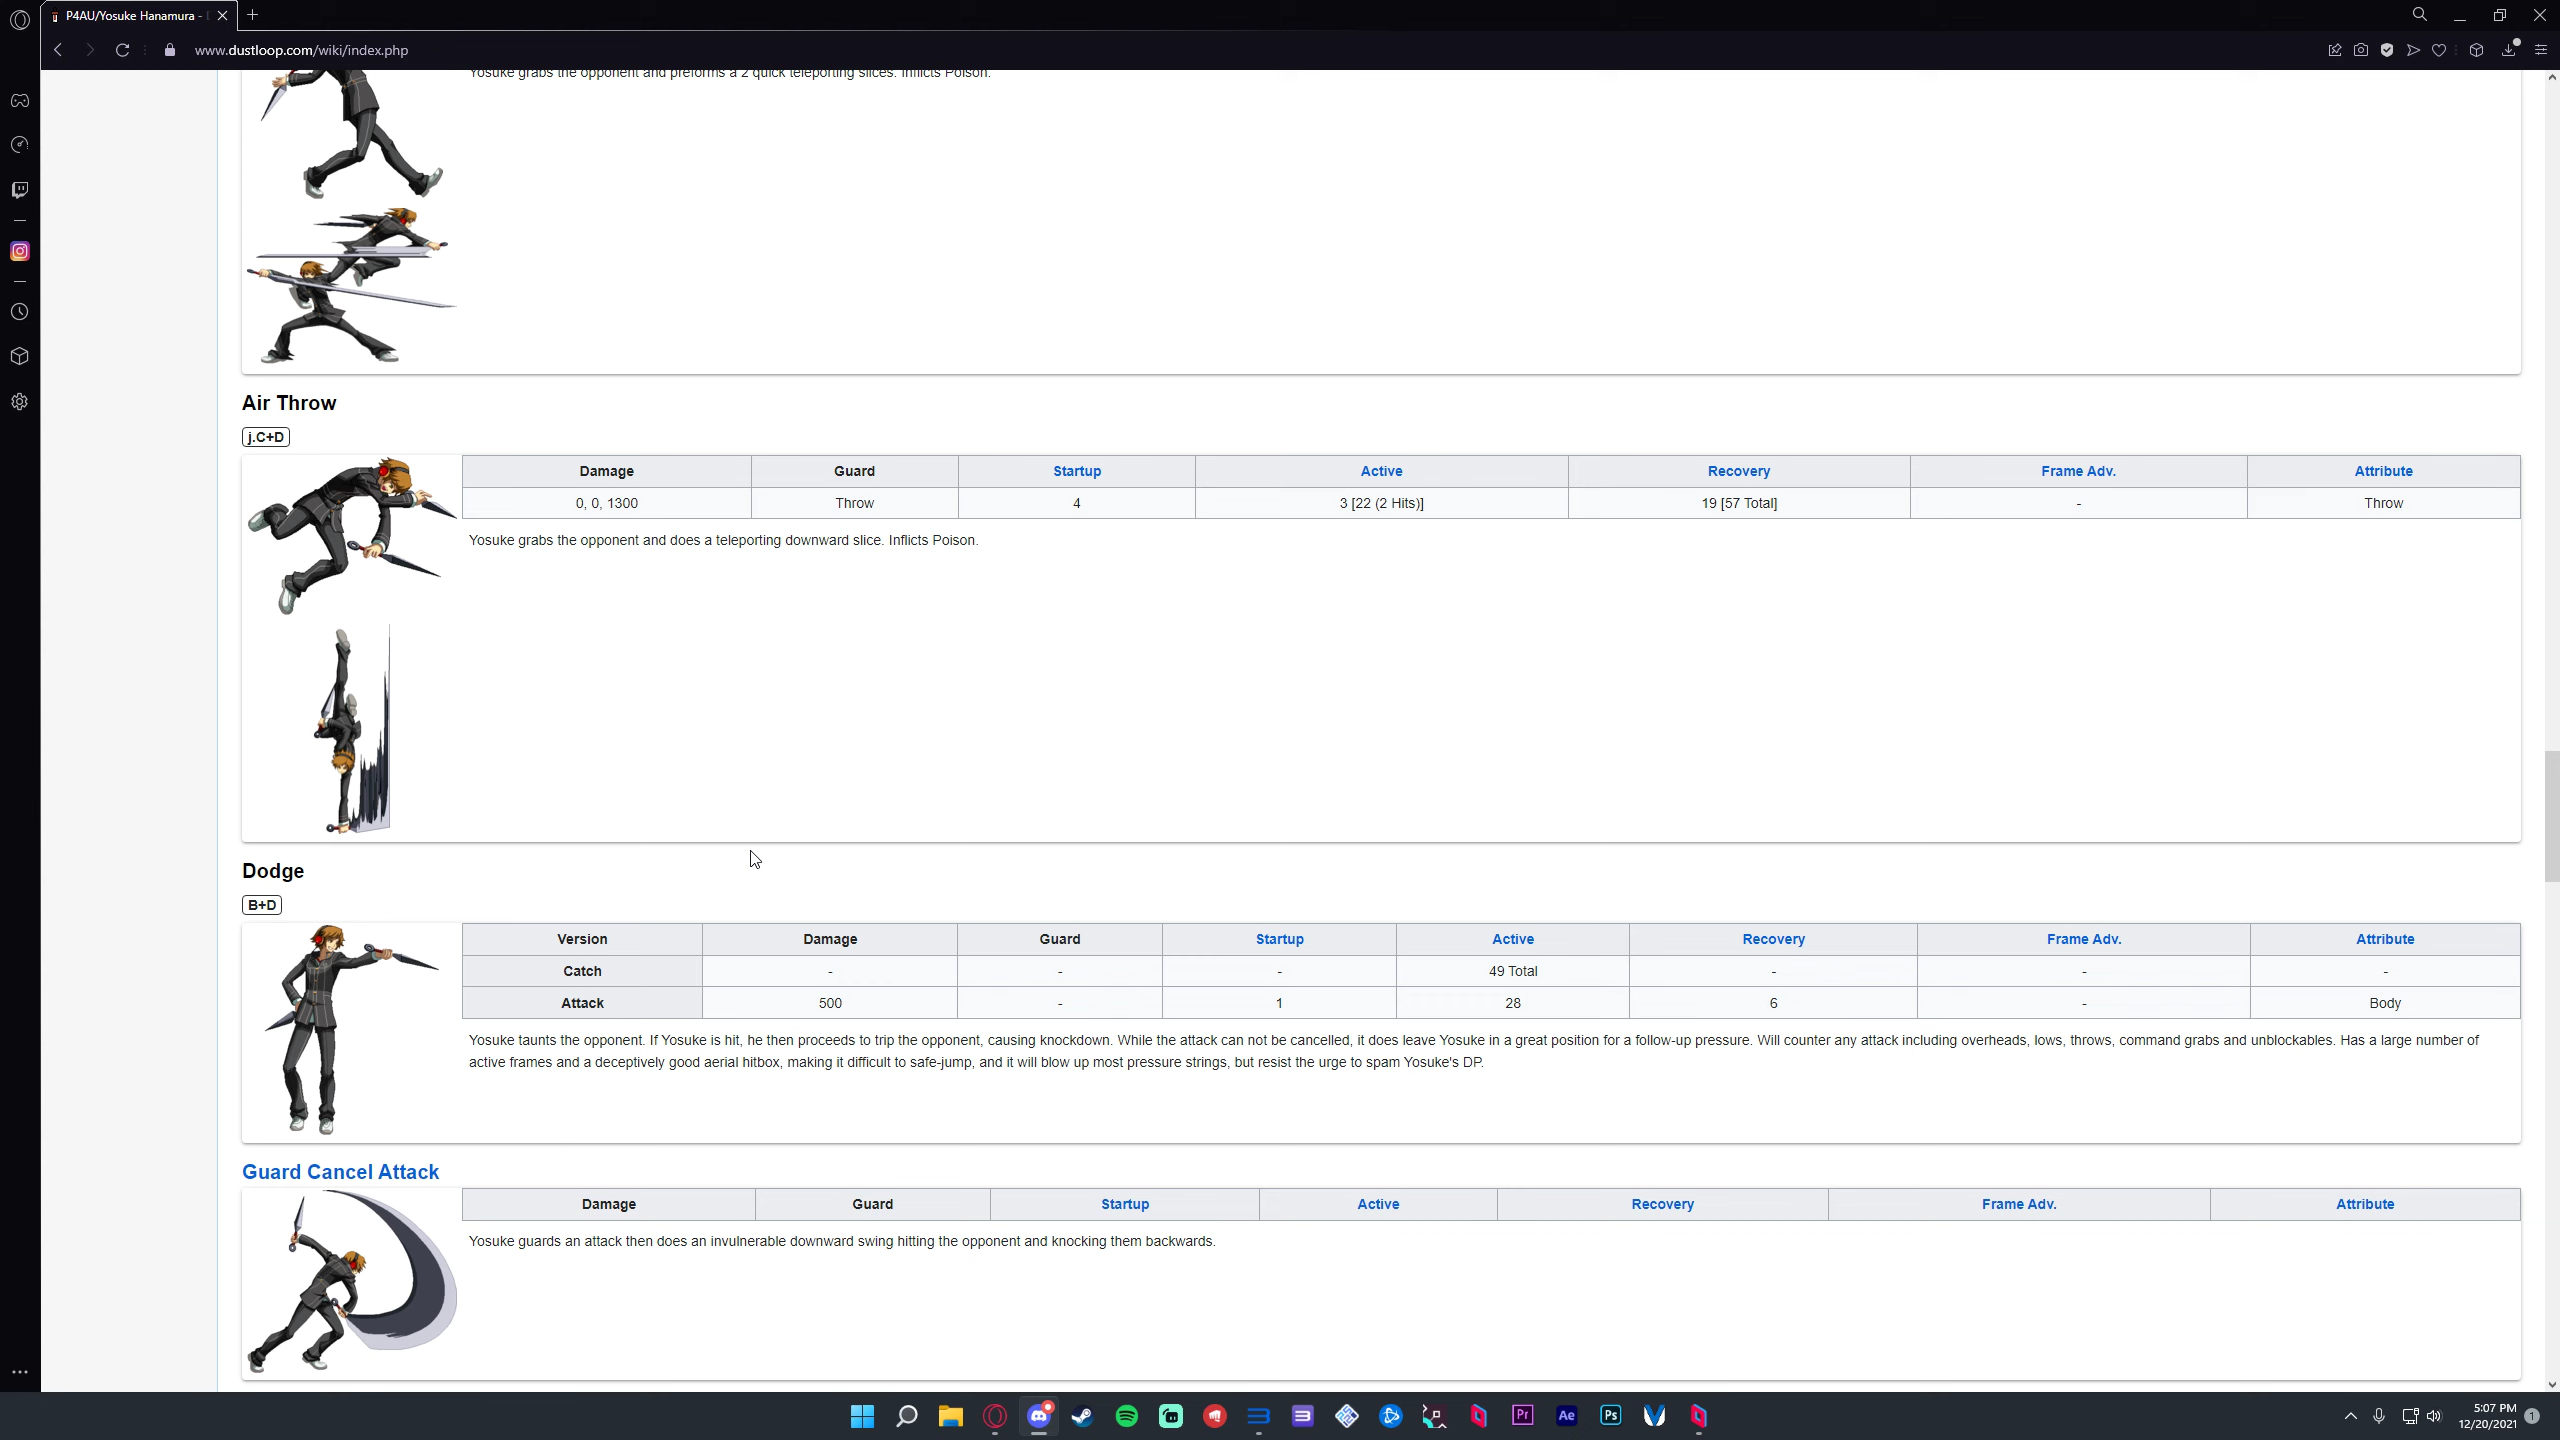 P4AU/Yosuke Hanamura -
www.dustloop.com/wiki/index.php
Yosuke grabs the opponent and preforms a 2 quick teleporting slices. Inflicts Poison.
Air Throw
j.C+D
Damage Guard Startup Active Recovery Frame Adv. Attribute
0, 0, 1300 Throw 4 3 [22 (2 Hits)] 19 [57 Total] - Throw
Yosuke grabs the opponent and does a teleporting downward slice. Inflicts Poison.
Dodge
B+D
Version Damage Guard Startup Active Recovery Frame Adv. Attribute
Catch - - - 49 Total - - -
Attack 500 - 1 28 6 - Body
Yosuke taunts the opponent. If Yosuke is hit, he then proceeds to trip the opponent, causing knockdown. While the attack can not be cancelled, it does leave Yosuke in a great position for a follow-up pressure. Will counter any attack including overheads, lows, throws, command grabs and unblockables. Has a large number of
active frames and a deceptively good aerial hitbox, making it difficult to safe-jump, and it will blow up most pressure strings, but resist the urge to spam Yosuke's DP.
Guard Cancel Attack
Damage Guard Startup Active Recovery Frame Adv. Attribute
Yosuke guards an attack then does an invulnerable downward swing hitting the opponent and knocking them backwards.
Pr Ae Ps
5:07 PM
12/20/2021
1